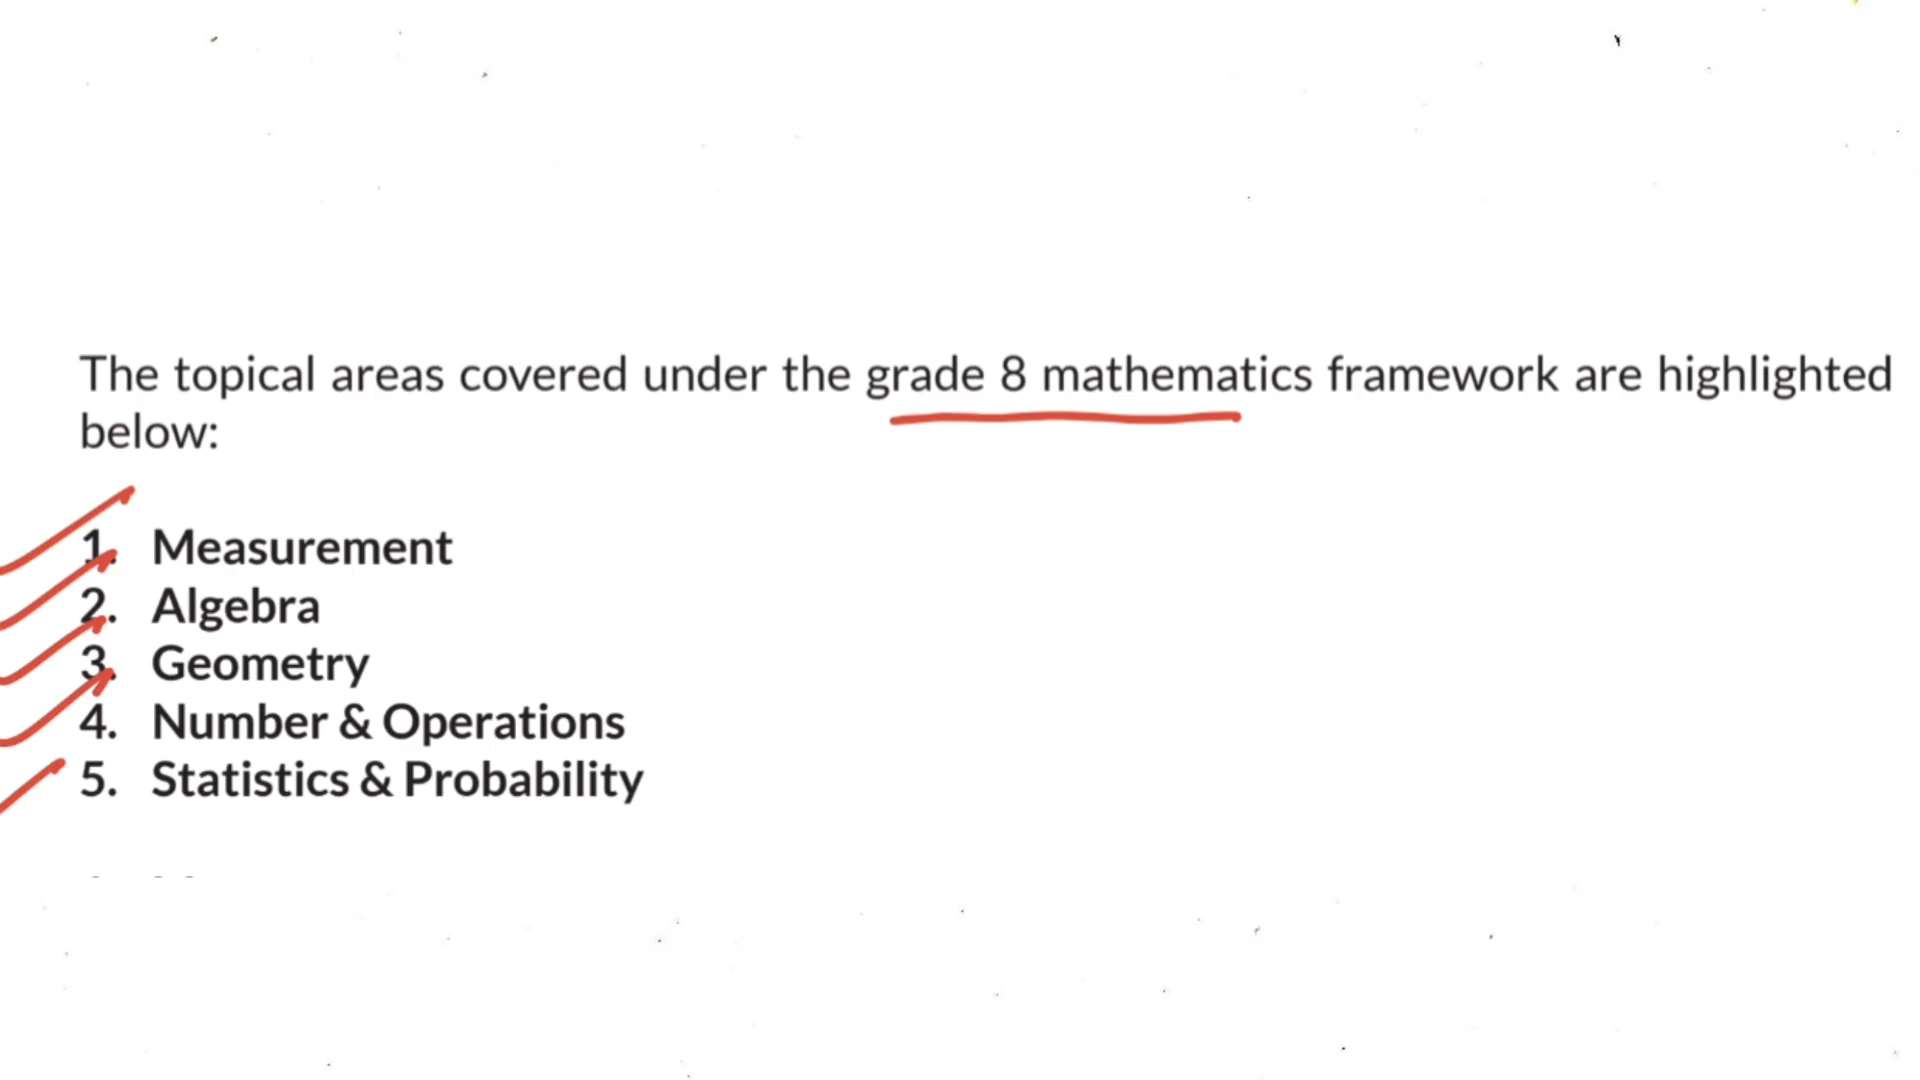 The topical areas covered under the grade 8 mathematics framework are highlighted
below:
1. Measurement
2. Algebra
3. Geometry
4. Number & Operations
5. Statistics & Probability